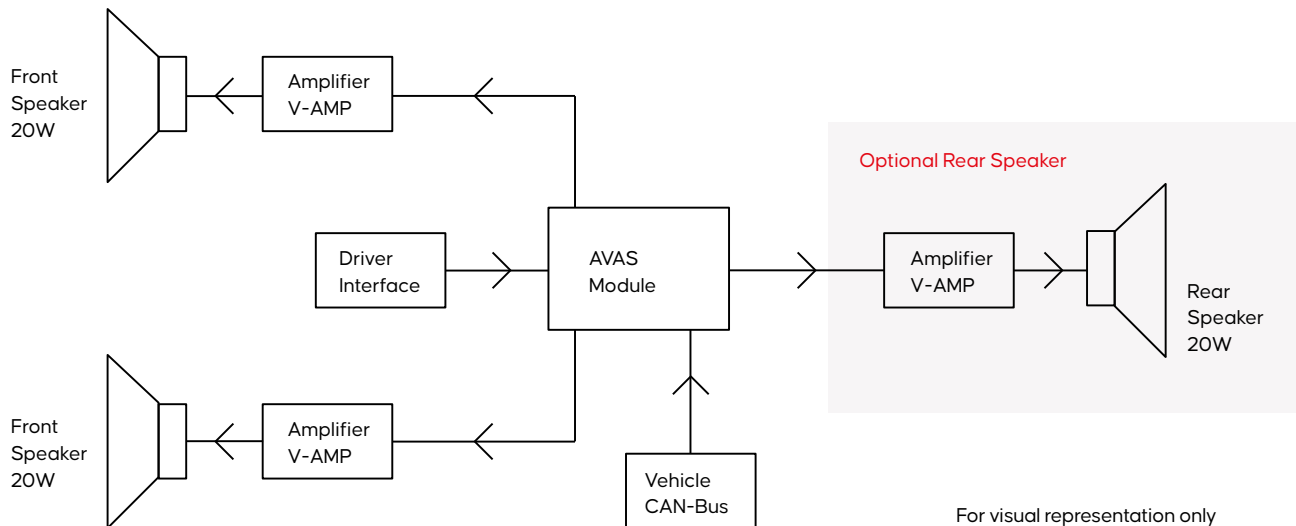 Front
Speaker
20W
Amplifier
V-AMP
Optional Rear Speaker
Driver
Interface
AVAS
Module
Amplifier
V-AMP
Rear
Speaker
20W
Front
Speaker
20W
Amplifier
V-AMP
Vehicle
CAN-Bus
For visual representation only